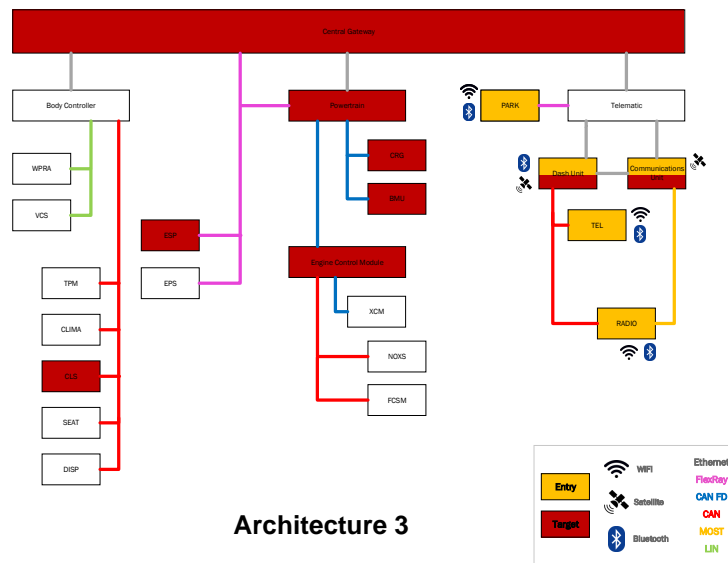 Central Gateway
Body Controller
Powertrain
PARK
Telematic
WPRA
CRG
Dash Unit
Communications
Unit
VCS
BMU
ESP
TEL
EPS
Engine Control Module
TPM
XCM
CLIMA
RADIO
NOXS
CLS
FCSM
SEAT
DISP
Architecture 3
Entry
Target
WiFi
Satellite
Bluetooth
Ethernet
FlexRay
CAN FD
CAN
MOST
LIN